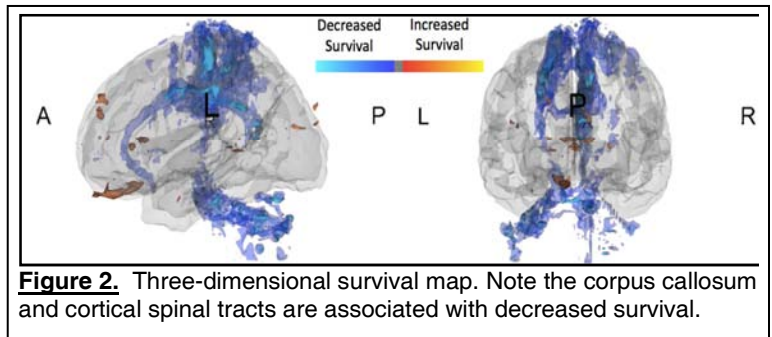 Decreased Survival
Increased Survival
A
L
P
L
P
R
Figure 2. Three-dimensional survival map. Note the corpus callosum
and cortical spinal tracts are associated with decreased survival.